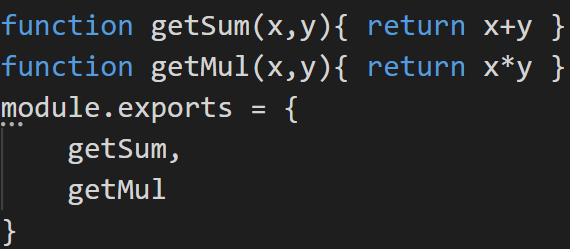 function getSum(x,y){ return x+y }
function getMul(x,y){ return x*y }
module.exports = {
    getSum,
    getMul
}